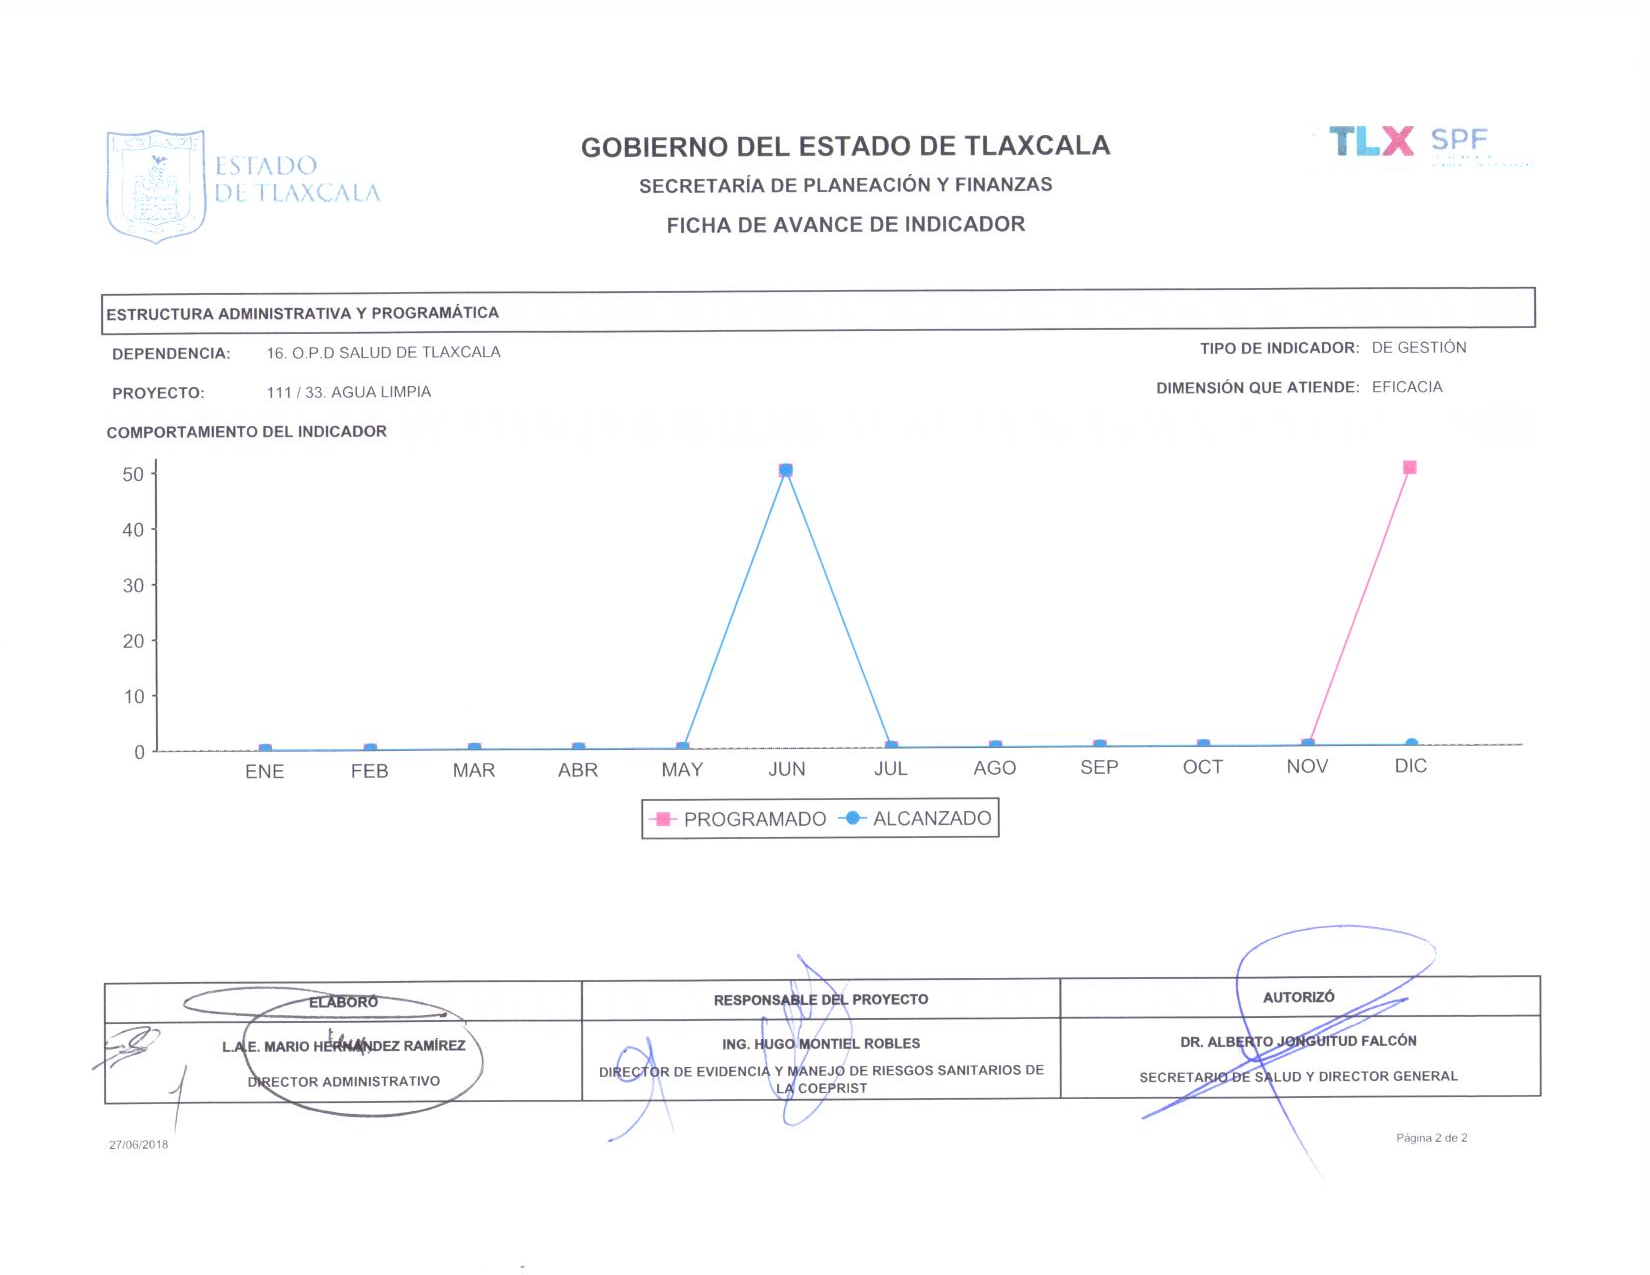 ESTADO
DE TLAXCALA
GOBIERNO DEL ESTADO DE TLAXCALA
SECRETARÍA DE PLANEACIÓN Y FINANZAS
FICHA DE AVANCE DE INDICADOR
TLX SPF
ESTRUCTURA ADMINISTRATIVA Y PROGRAMÁTICA
DEPENDENCIA: 16. O.P.D SALUD DE TLAXCALA
TIPO DE INDICADOR: DE GESTIÓN
PROYECTO: 111 / 33. AGUA LIMPIA
DIMENSIÓN QUE ATIENDE: EFICACIA
COMPORTAMIENTO DEL INDICADOR
50
40
30
20
10
0
ENE FEB MAR ABR MAY JUN JUL AGO SEP OCT NOV DIC
PROGRAMADO ALCANZADO
ELABORÓ
L.A.E. MARIO HERNÁNDEZ RAMÍREZ
DIRECTOR ADMINISTRATIVO
RESPONSABLE DEL PROYECTO
ING. HUGO MONTIEL ROBLES
DIRECTOR DE EVIDENCIA Y MANEJO DE RIESGOS SANITARIOS DE
LA COEPRIST
AUTORIZÓ
DR. ALBERTO JONGUITUD FALCÓN
SECRETARIO DE SALUD Y DIRECTOR GENERAL
27/06/2018
Página 2 de 2